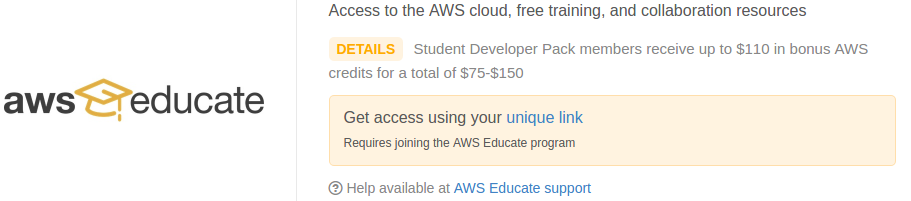 aws educate
Access to the AWS cloud, free training, and collaboration resources
DETAILS Student Developer Pack members receive up to $110 in bonus AWS
credits for a total of $75-$150
Get access using your unique link
Requires joining the AWS Educate program
Help available at AWS Educate support